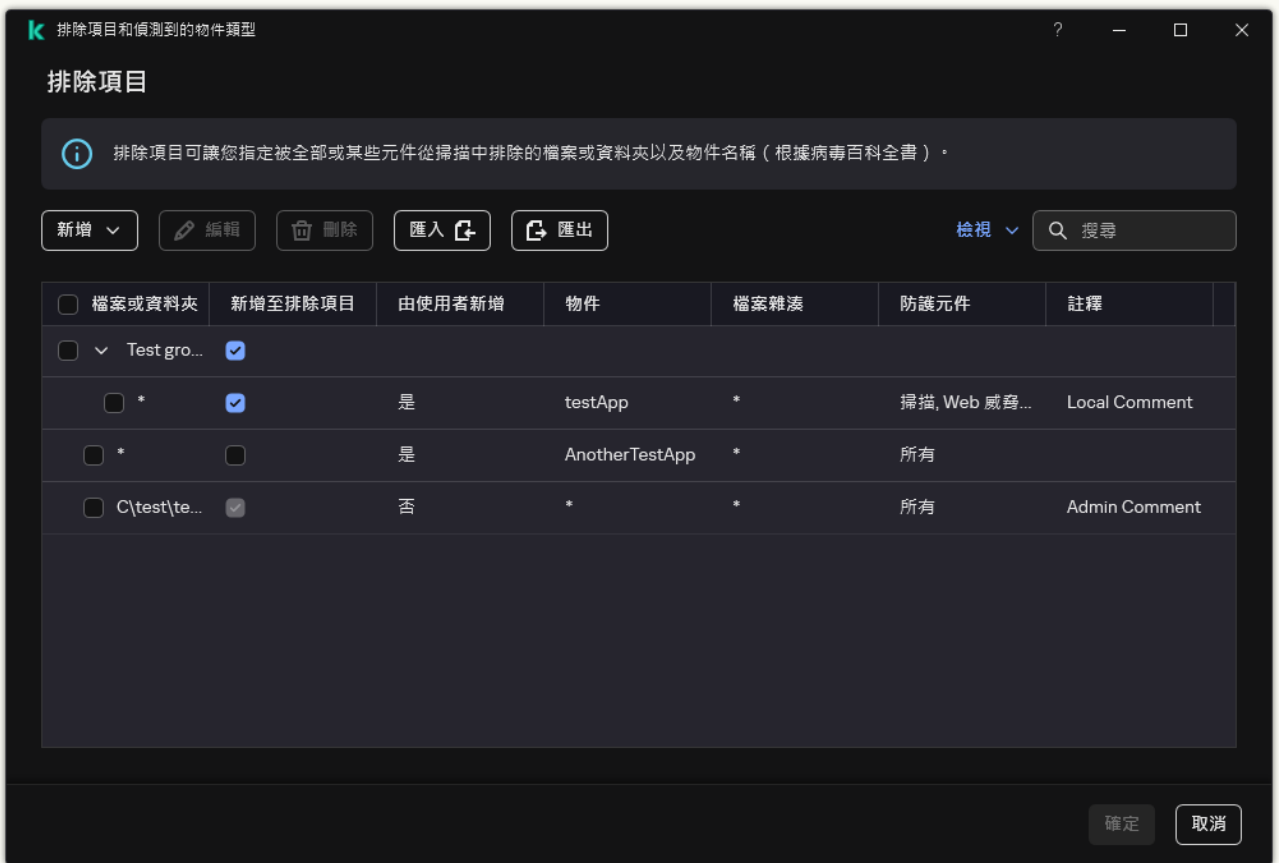 排除項目和偵測到的物件類型
排除項目
排除項目可讓您指定被全部或某些元件從掃描中排除的檔案或資料夾以及物件名稱（根據病毒百科全書）。
新增 編輯 刪除 匯入 匯出 檢視 搜尋
檔案或資料夾 新增至排除項目 由使用者新增 物件 檔案雜湊 防護元件 註釋
Test gro...
* 是 testApp * 掃描, Web 威脅... Local Comment
* 是 AnotherTestApp * 所有
C\test\te... 否 * * 所有 Admin Comment
確定 取消